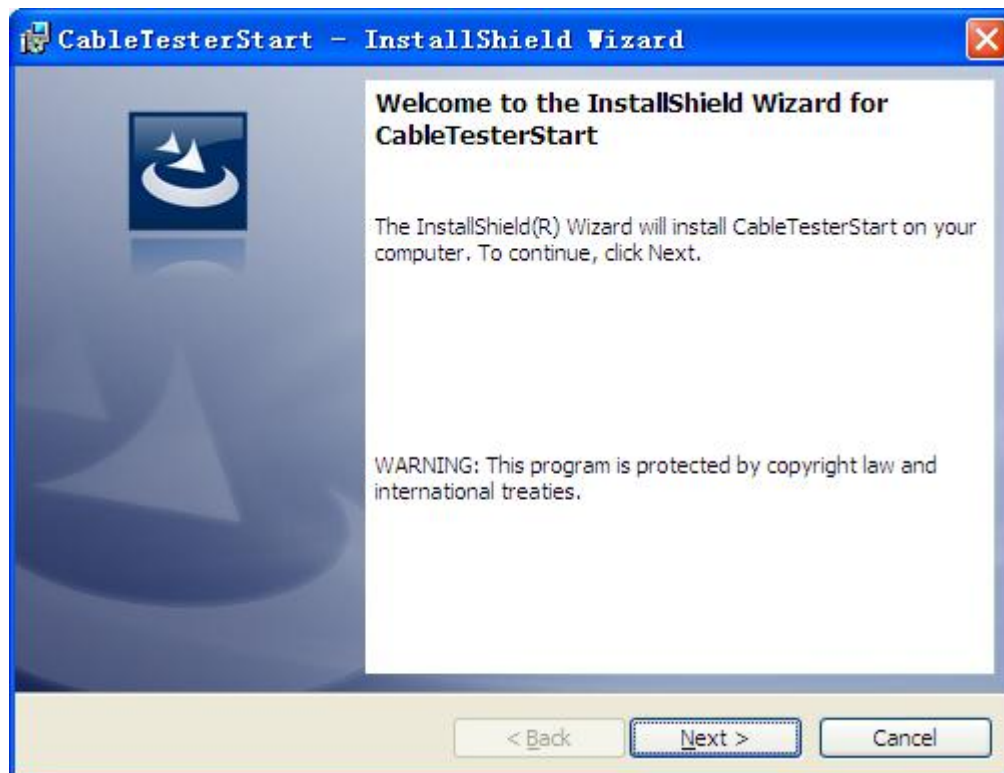 CableTesterStart - InstallShield Wizard
Welcome to the InstallShield Wizard for
CableTesterStart
The InstallShield(R) Wizard will install CableTesterStart on your
computer. To continue, click Next.
WARNING: This program is protected by copyright law and
international treaties.
< Back
Next >
Cancel